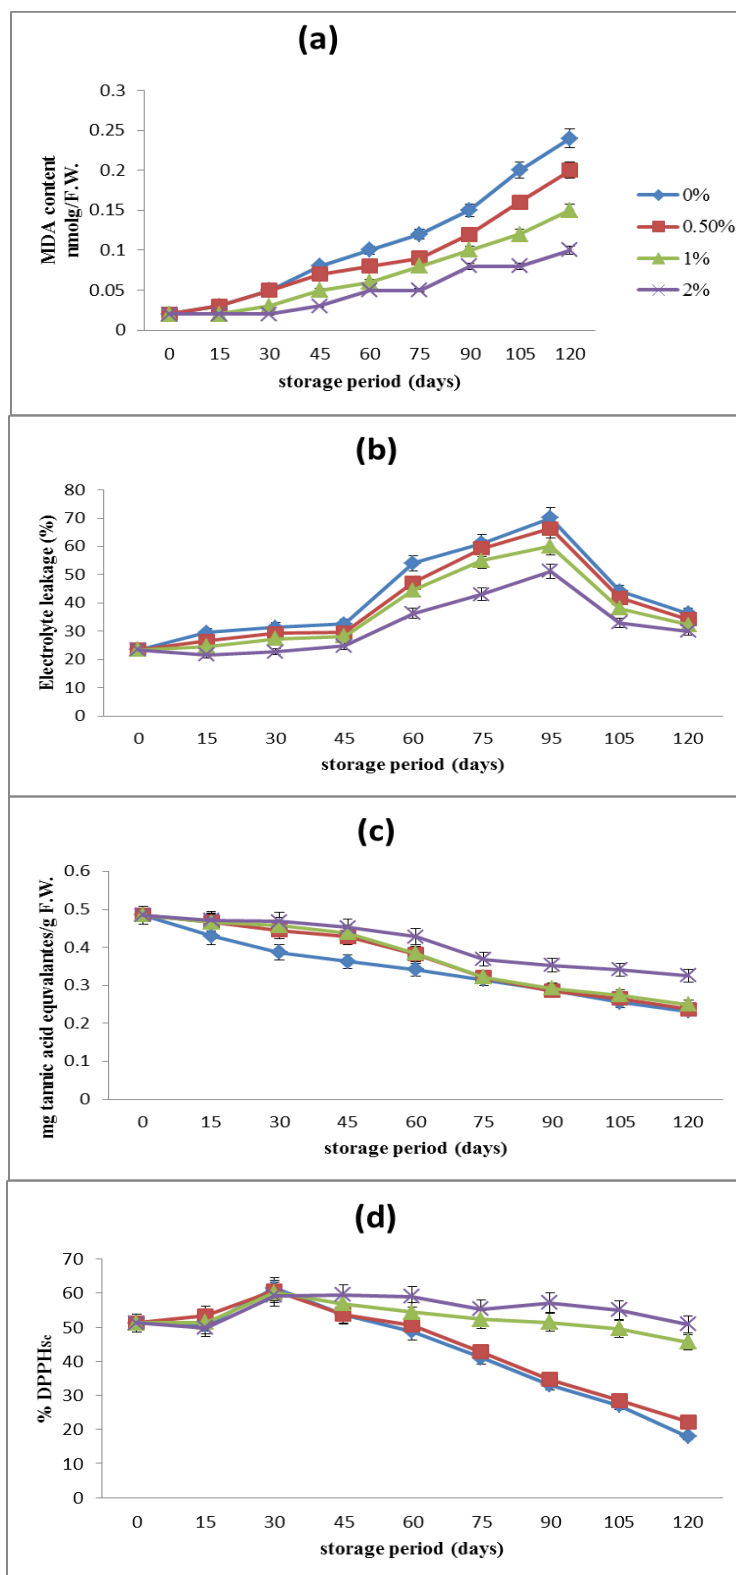 (a)
MDA content
nmolg/F.W.
0.3
0.25
0.2
0.15
0.1
0.05
0
0 15 30 45 60 75 90 105 120
storage period (days)
0%
0.50%
1%
2%
(b)
Electrolyte leakage (%)
80
70
60
50
40
30
20
10
0
0 15 30 45 60 75 95 105 120
storage period (days)
(c)
mg tannic acid equvalantes/g F.W.
0.6
0.5
0.4
0.3
0.2
0.1
0
0 15 30 45 60 75 90 105 120
storage period (days)
(d)
% DPPHsc
70
60
50
40
30
20
10
0
0 15 30 45 60 75 90 105 120
storage period (days)